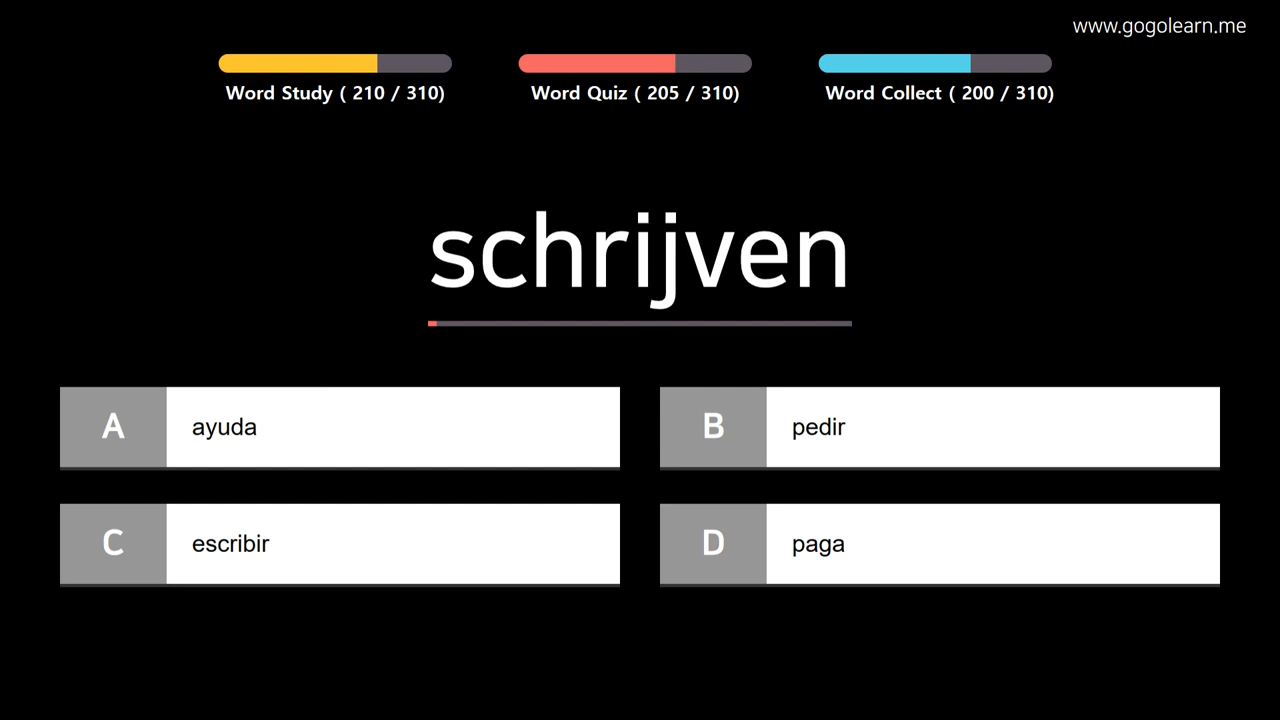 www.gogolearn.me
Word Study ( 210 / 310)
Word Quiz ( 205 / 310)
Word Collect ( 200 / 310)
schrijven
A ayuda
B pedir
C escribir
D paga